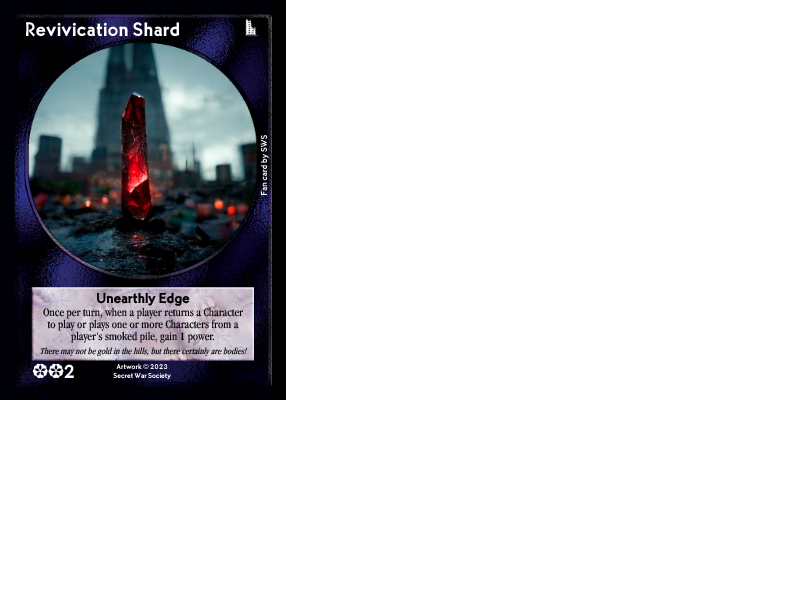 Revivication Shard
Fan card by SWS
Unearthly Edge
Once per turn, when a player returns a Character
to play or plays one or more Characters from a
player's smoked pile, gain 1 power.
There may not be gold in the hills, but there certainly are bodies!
2
Artwork © 2023
Secret War Society